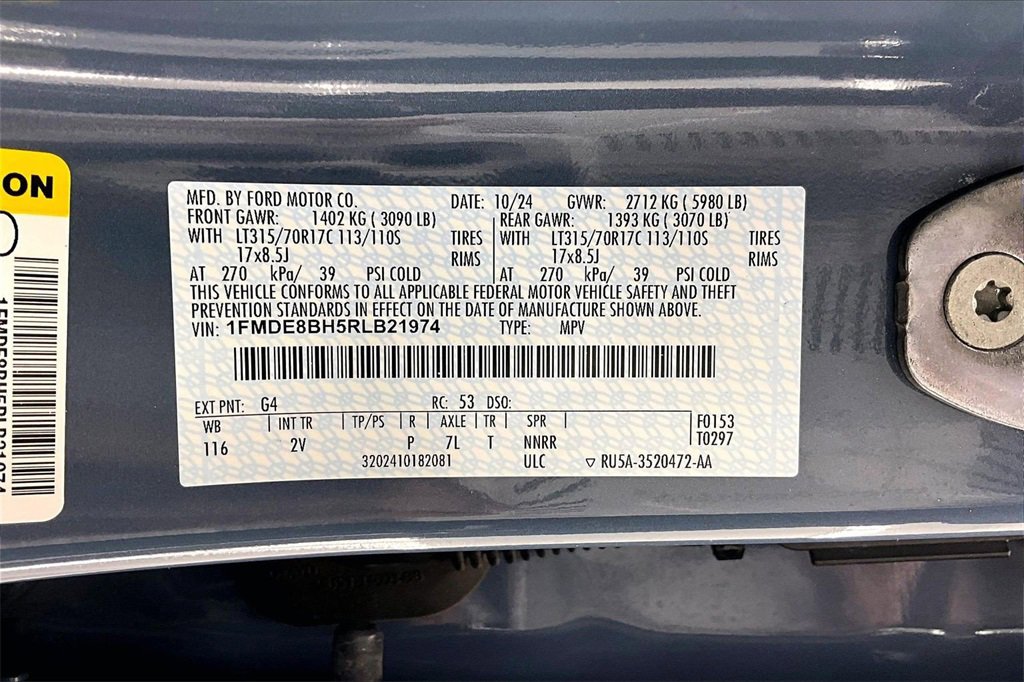 ON
MFD. BY FORD MOTOR CO. DATE: 10/24 GVWR: 2712 KG ( 5980 LB)
FRONT GAWR: 1402 KG ( 3090 LB) REAR GAWR: 1393 KG ( 3070 LB)
WITH LT315/70R17C 113/110S TIRES WITH LT315/70R17C 113/110S TIRES
17x8.5J RIMS 17x8.5J RIMS
AT 270 kPa/ 39 PSI COLD AT 270 kPa/ 39 PSI COLD
THIS VEHICLE CONFORMS TO ALL APPLICABLE FEDERAL MOTOR VEHICLE SAFETY AND THEFT
PREVENTION STANDARDS IN EFFECT ON THE DATE OF MANUFACTURE SHOWN ABOVE.
VIN: 1FMDE8BH5RLB21974 TYPE: MPV
EXT PNT: G4 RC: 53 DSO:
WB INT TR TP/PS R AXLE TR SPR F0153
116 2V P 7L T NNRR T0297
3202410182081 ULC ▽ RU5A-3520472-AA
1FMDE8BH5RLB21974